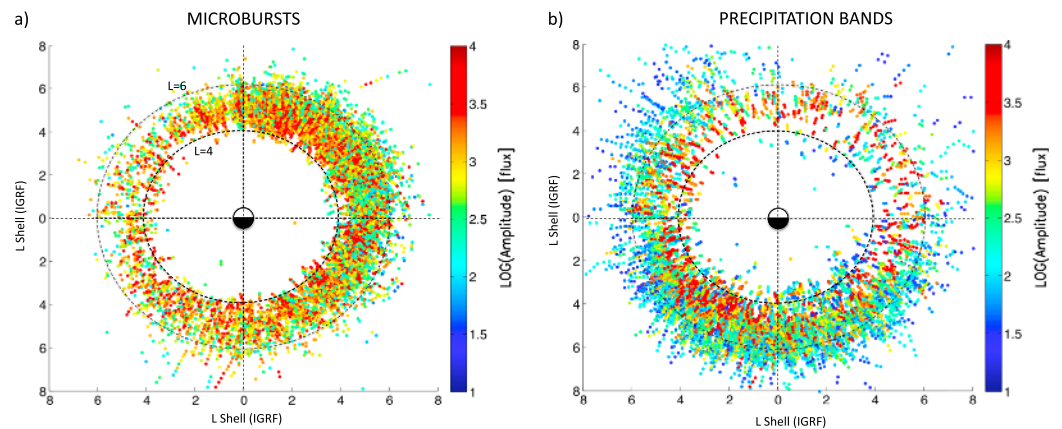 a) MICROBURSTS
8
6
4
2
0
2
4
6
8
L Shell (IGRF)
L=6
L=4
8 6 4 2 0 2 4 6 8
L Shell (IGRF)
4
3.5
3
2.5
2
1.5
1
LOG(Amplitude) [flux]
b) PRECIPITATION BANDS
8
6
4
2
0
2
4
6
8
L Shell (IGRF)
8 6 4 2 0 2 4 6 8
L Shell (IGRF)
4
3.5
3
2.5
2
1.5
1
LOG(Amplitude) [flux]